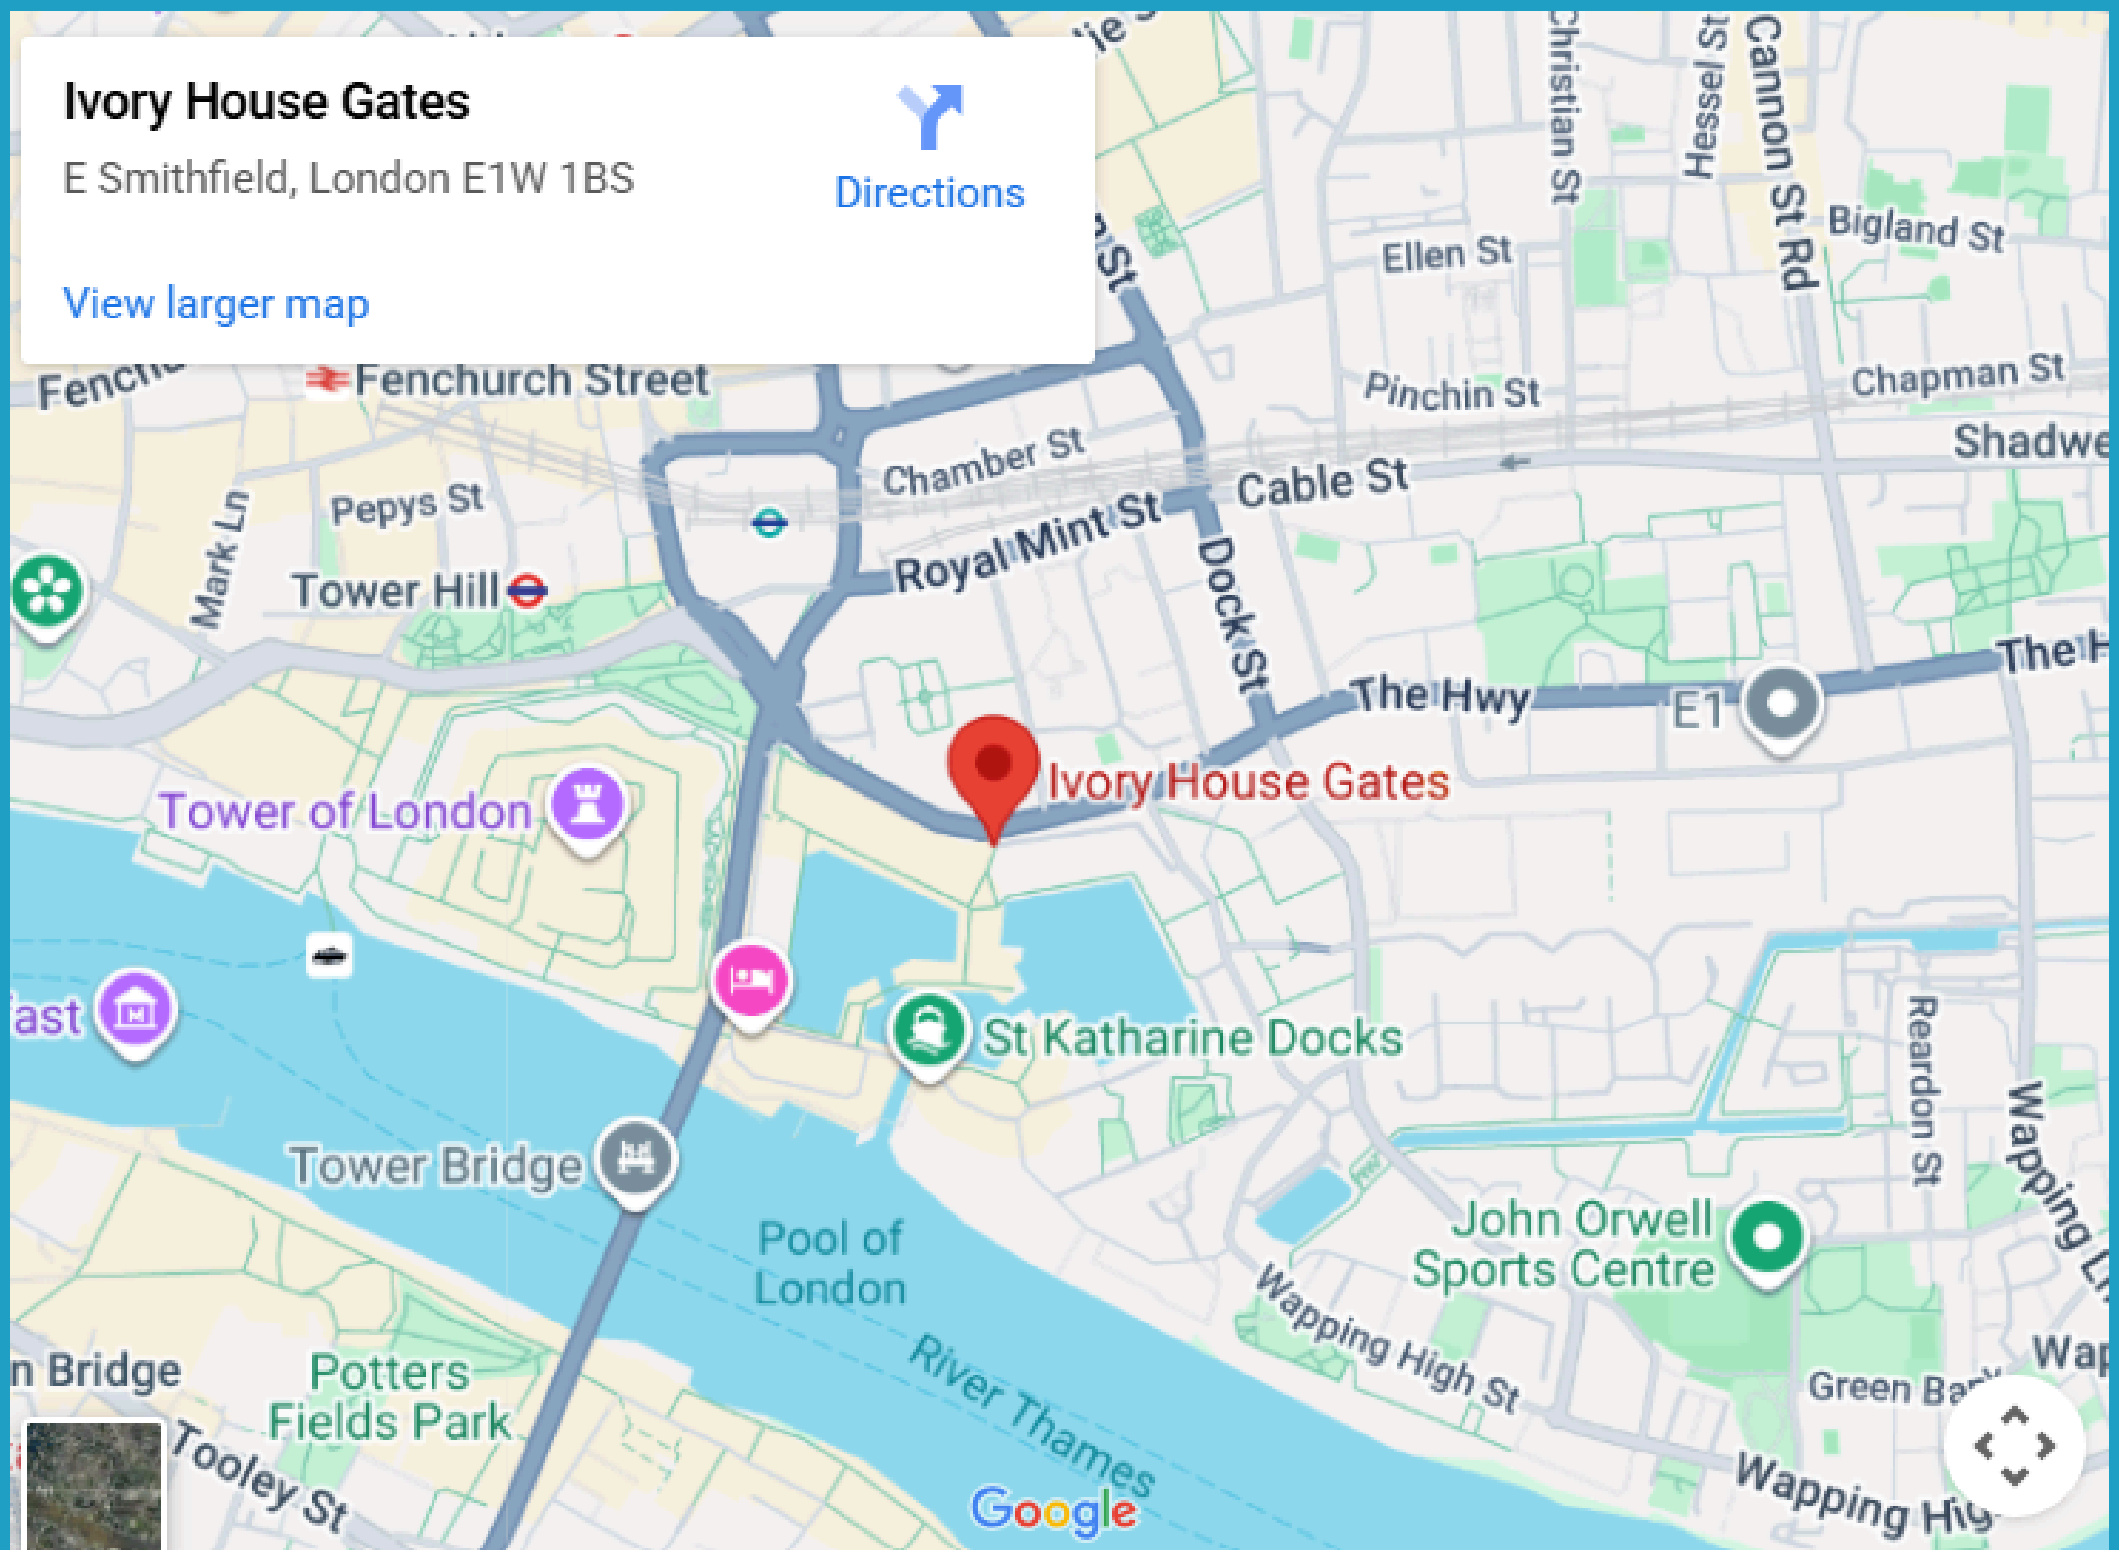 Ivory House Gates
E Smithfield, London E1W 1BS
Directions
View larger map
Christian St
Hessel St
Cannon St Rd
Bigland St
Ellen St
Fenchurch Street
Pinchin St
Chapman St
Chamber St
Cable St
Pepys St
Mark Ln
Royal Mint St
Tower Hill
Dock St
The Hwy
E1
Ivory House Gates
Tower of London
St Katharine Docks
Reardon St
Tower Bridge
Pool of
London
John Orwell
Sports Centre
Wapping Ln
Wapping High St
River Thames
n Bridge
Potters
Fields Park
Tooley St
Google